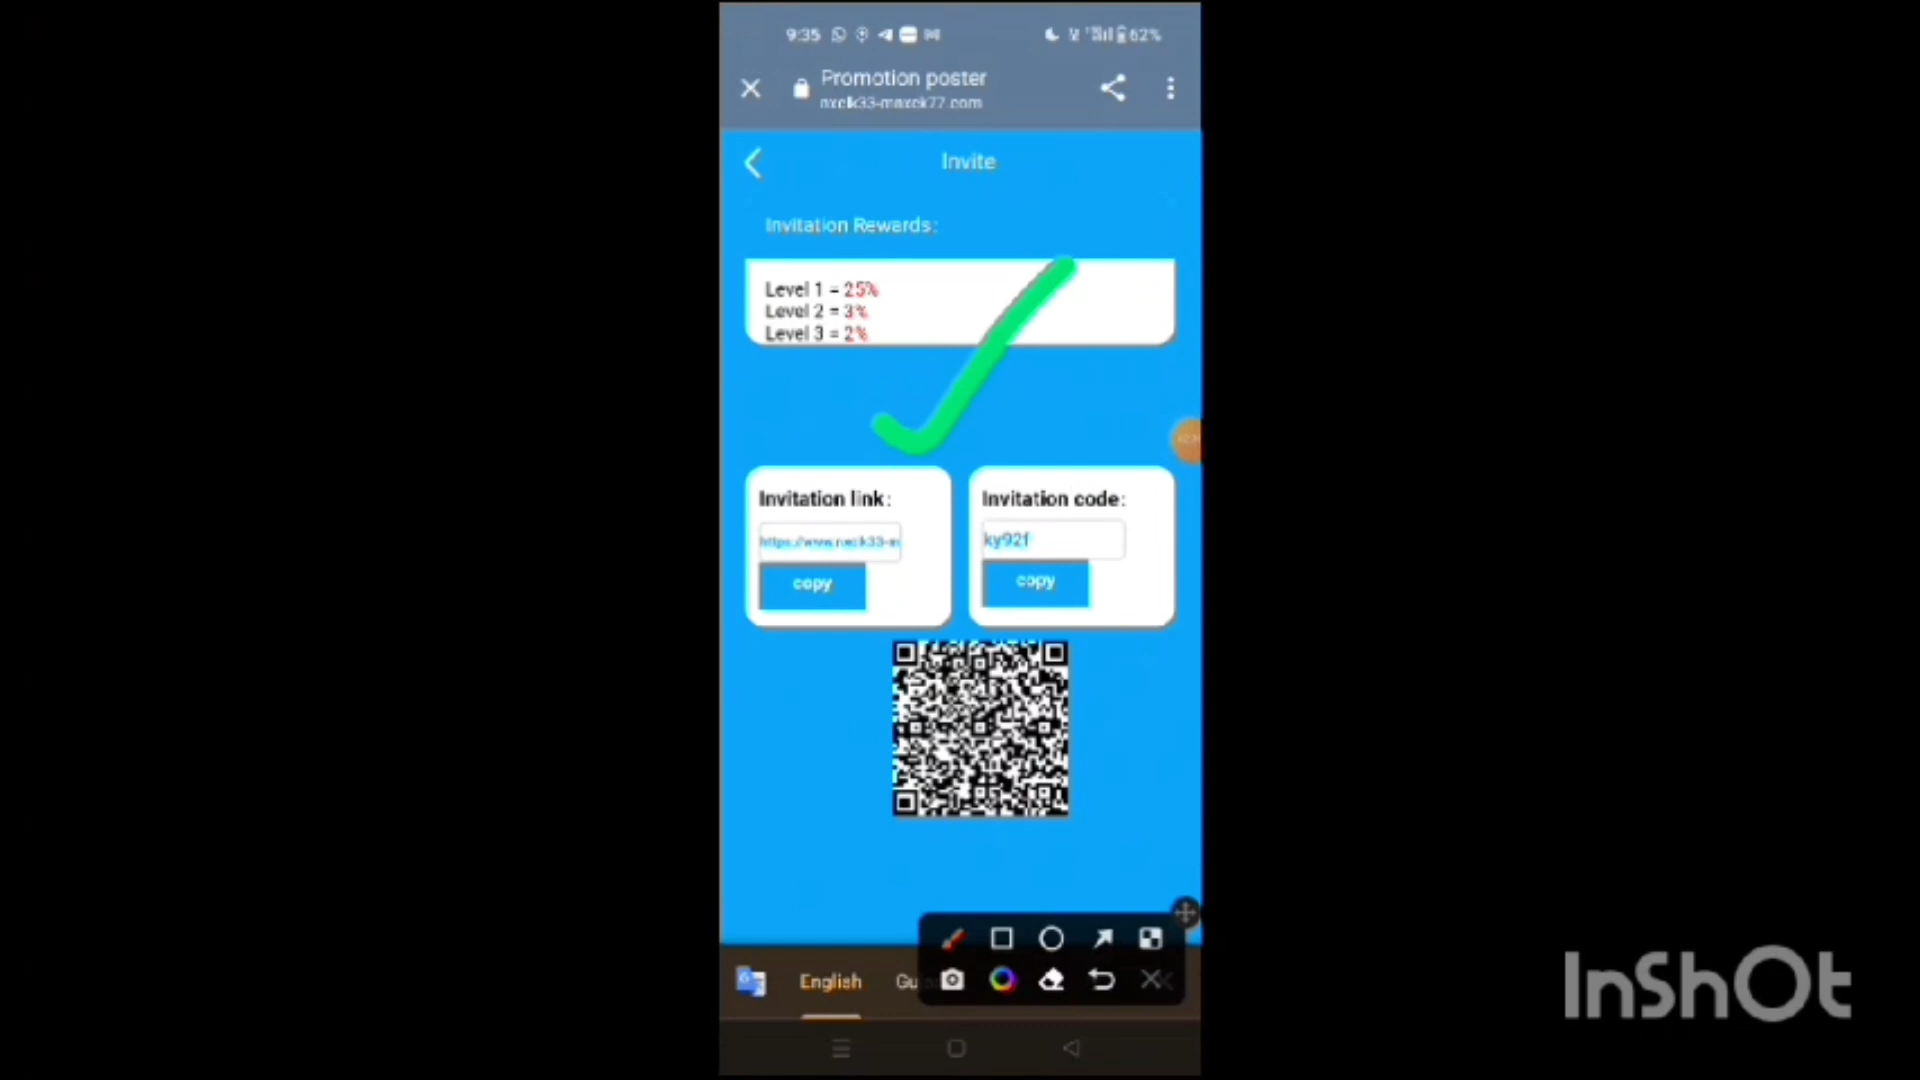 9:35
62%
Promotion poster
Invite
Invitation Rewards:
Level 1 = 25%
Level 2 = 3%
Level 3 = 2%
Invitation link:
Invitation code:
ky92f
copy
copy
English
Gu
InShOt